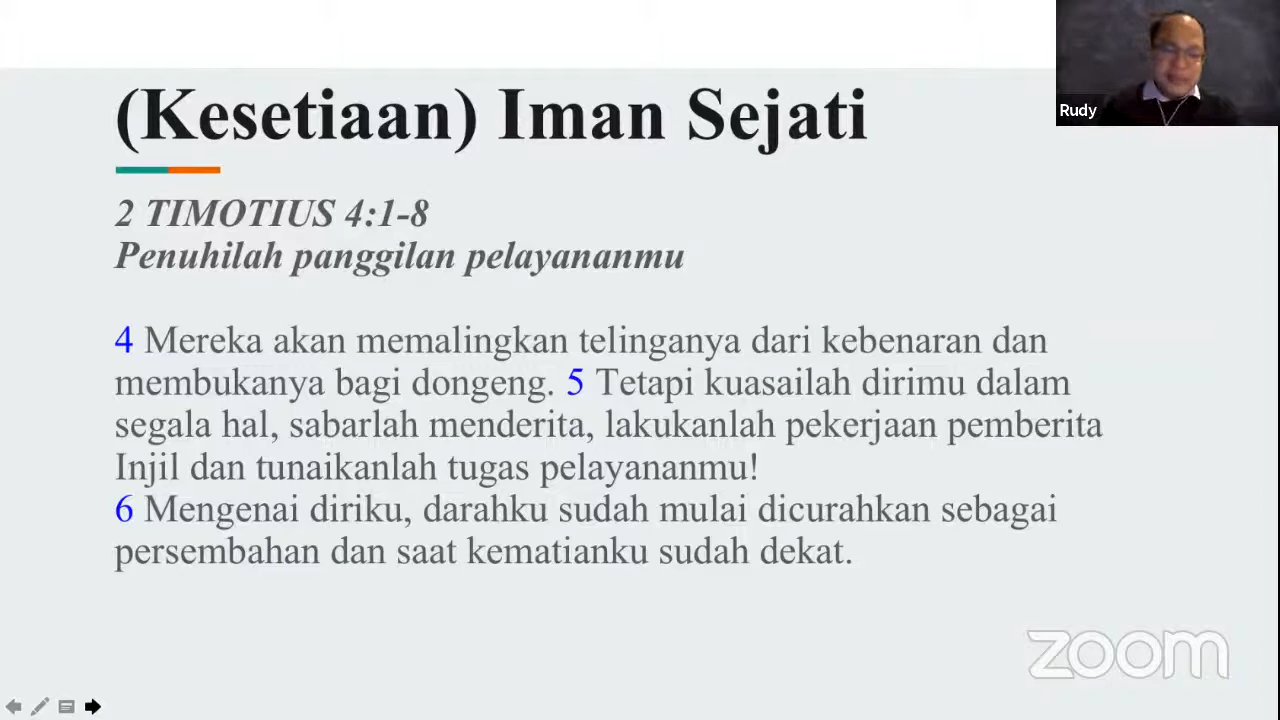 (Kesetiaan) Iman Sejati
Rudy
2 TIMOTIUS 4:1-8
Penuhilah panggilan pelayananmu
4 Mereka akan memalingkan telinganya dari kebenaran dan
membukanya bagi dongeng. 5 Tetapi kuasailah dirimu dalam
segala hal, sabarlah menderita, lakukanlah pekerjaan pemberita
Injil dan tunaikanlah tugas pelayananmu!
6 Mengenai diriku, darahku sudah mulai dicurahkan sebagai
persembahan dan saat kematianku sudah dekat.
zoom